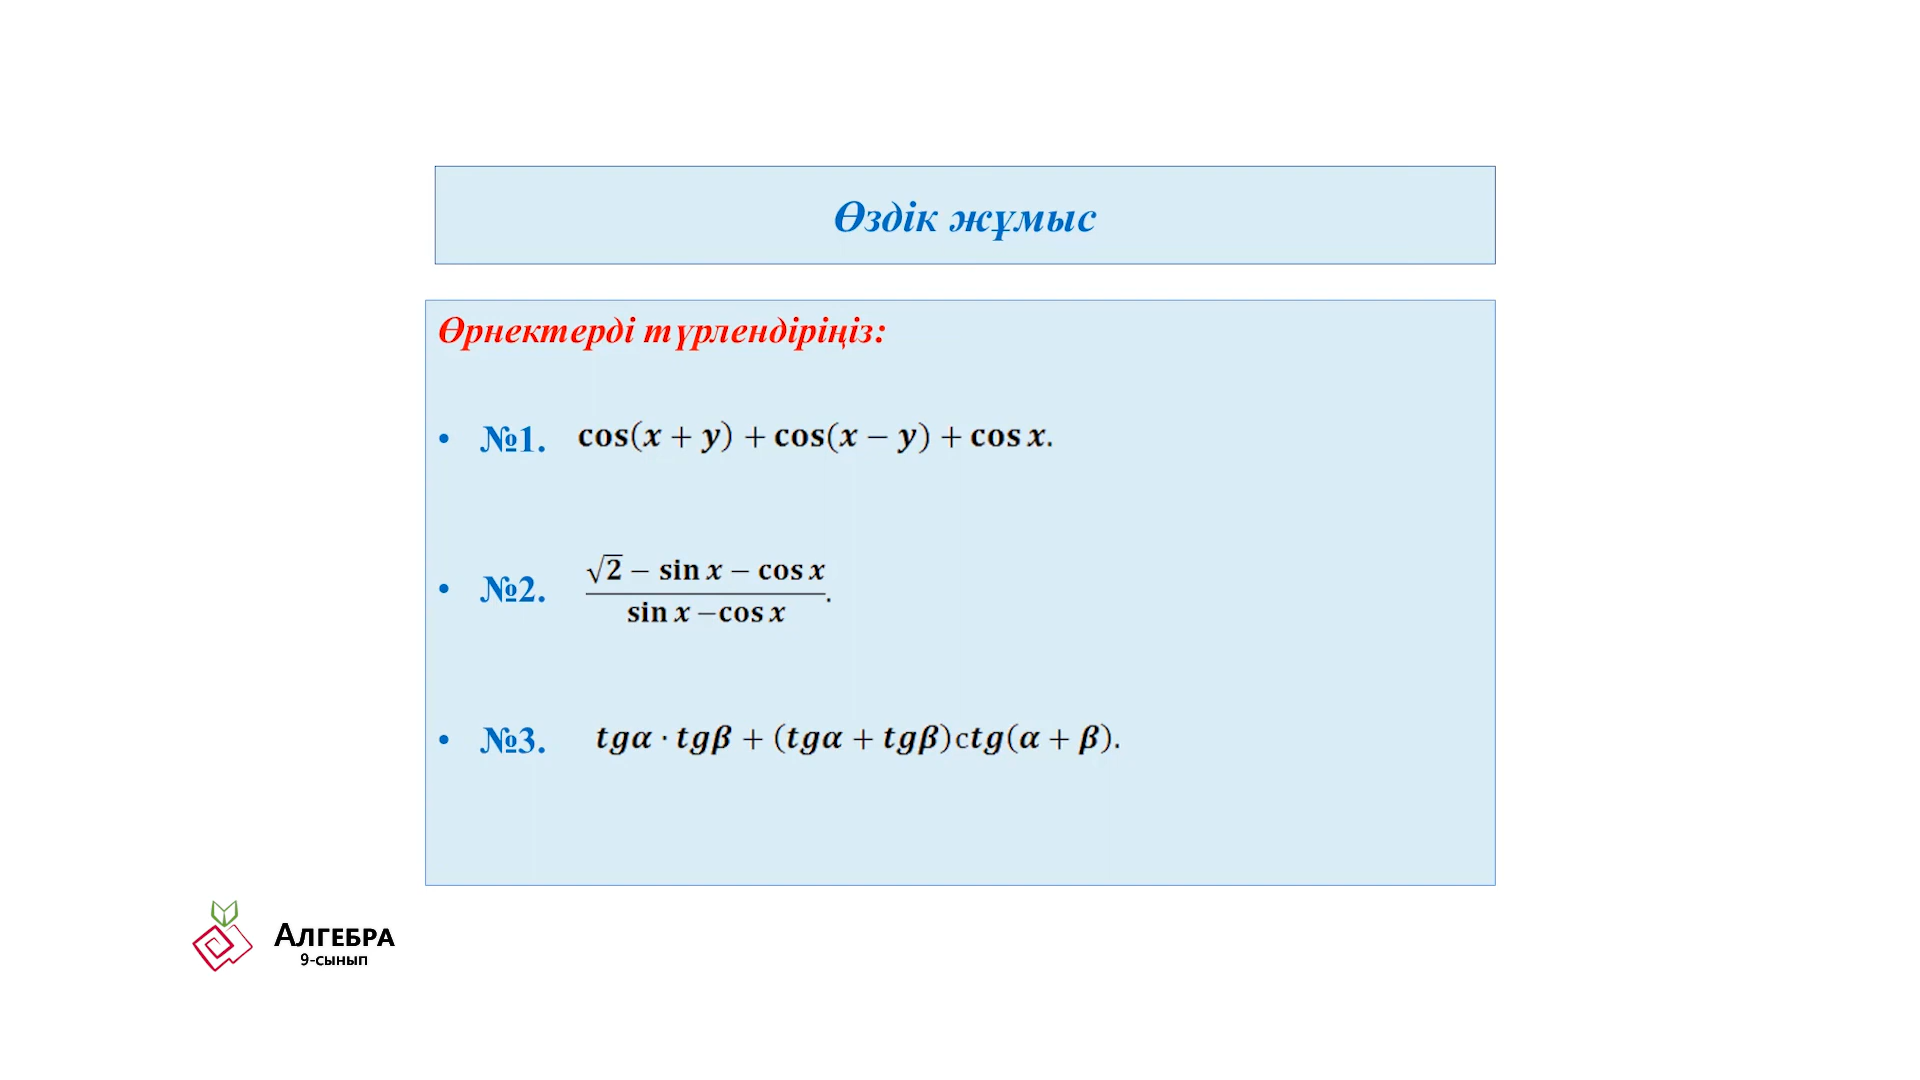 Өздік жұмыс
Өрнектерді түрлендіріңіз:
• №1. cos(x + y) + cos(x − y) + cos x.
• №2. (√2 − sin x − cos x)/(sin x −cos x).
• №3. tgα · tgβ + (tgα + tgβ)ctg(α + β).
АЛГЕБРА
9-сынып